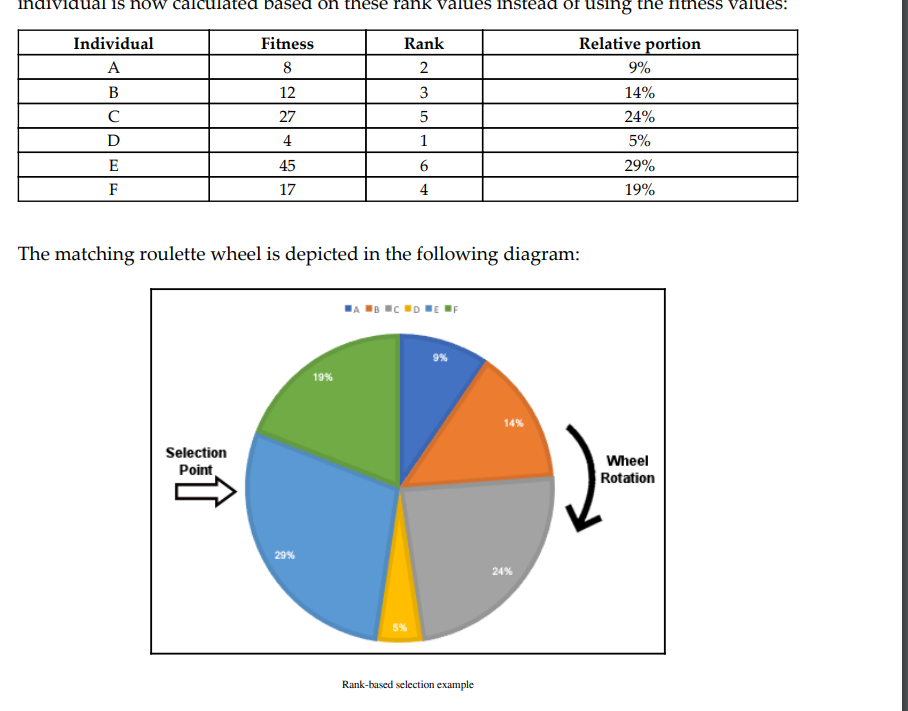 individual is now calculated based on these rank values instead of using the fitness values:
Individual Fitness Rank Relative portion
A 8 2 9%
B 12 3 14%
C 27 5 24%
D 4 1 5%
E 45 6 29%
F 17 4 19%
The matching roulette wheel is depicted in the following diagram:
A B C D E F
9%
19%
14%
Selection
Point
Wheel
Rotation
29%
24%
5%
Rank-based selection example